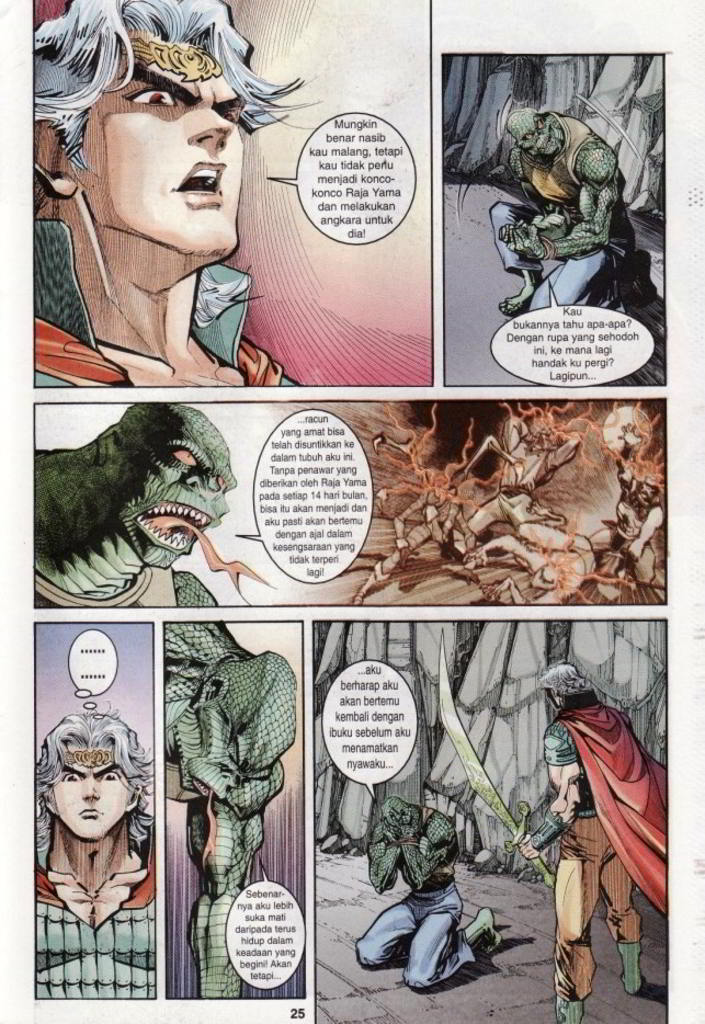 Mungkin
benar nasib
kau malang, tetapi
kau tidak perlu
menjadi konco-
konco Raja Yama
dan melakukan
angkara untuk
dia!
Kau
bukannya tahu apa-apa?
Dengan rupa yang sehodoh
ini, ke mana lagi
handak ku pergi?
Lagipun...
...racun
yang amat bisa
telah disuntikkan ke
dalam tubuh aku ini.
Tanpa penawar yang
diberikan oleh Raja Yama
pada setiap 14 hari bulan,
bisa itu akan menjadi dan
aku pasti akan bertemu
dengan ajal dalam
kesengsaraan yang
tidak terperi
lagi!
......
......
Sebenar-
nya aku lebih
suka mati
daripada terus
hidup dalam
keadaan yang
begini! Akan
tetapi...
...aku
berharap aku
akan bertemu
kembali dengan
ibuku sebelum aku
menamatkan
nyawaku...
25